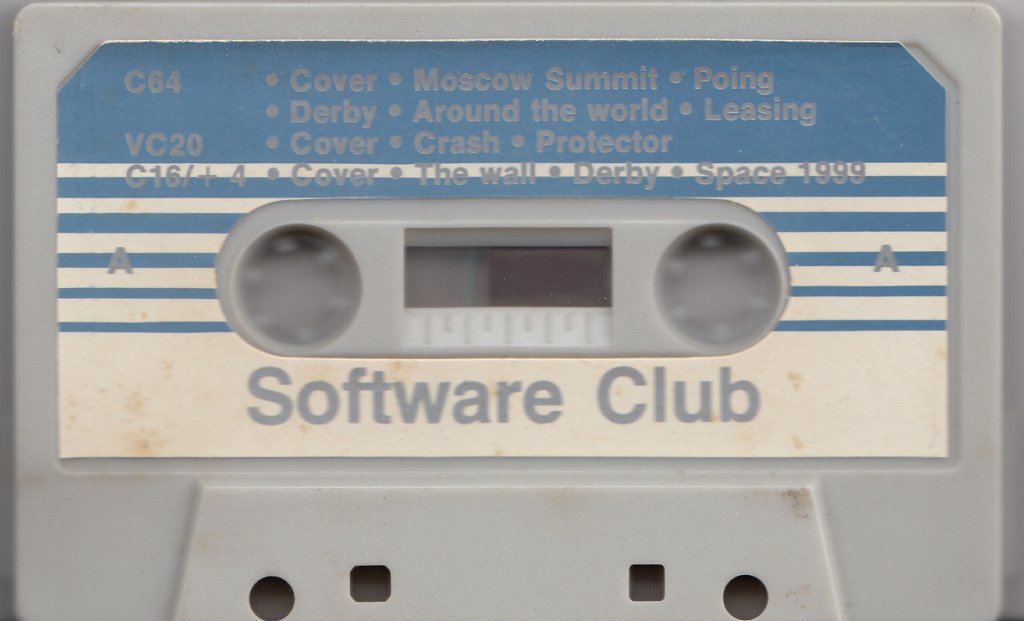 C64 • Cover • Moscow Summit • Poing
• Derby • Around the world • Leasing
VC20 • Cover • Crash • Protector
C16/+ 4 • Cover • The wall • Derby • Space 1999
A A
Software Club